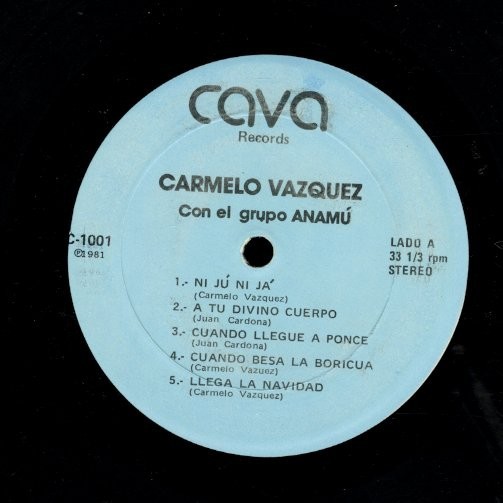 cava
Records
CARMELO VAZQUEZ
Con el grupo ANAMÚ
C-1001
℗1981
LADO A
33 1/3 rpm
STEREO
1.- NI JÚ NI JÁ
(Carmelo Vazquez)
2.- A TU DIVINO CUERPO
(Juan Cardona)
3.- CUANDO LLEGUE A PONCE
(Juan Cardona)
4.- CUANDO BESA LA BORICUA
(Carmelo Vazuez)
5.- LLEGA LA NAVIDAD
(Carmelo Vazquez)